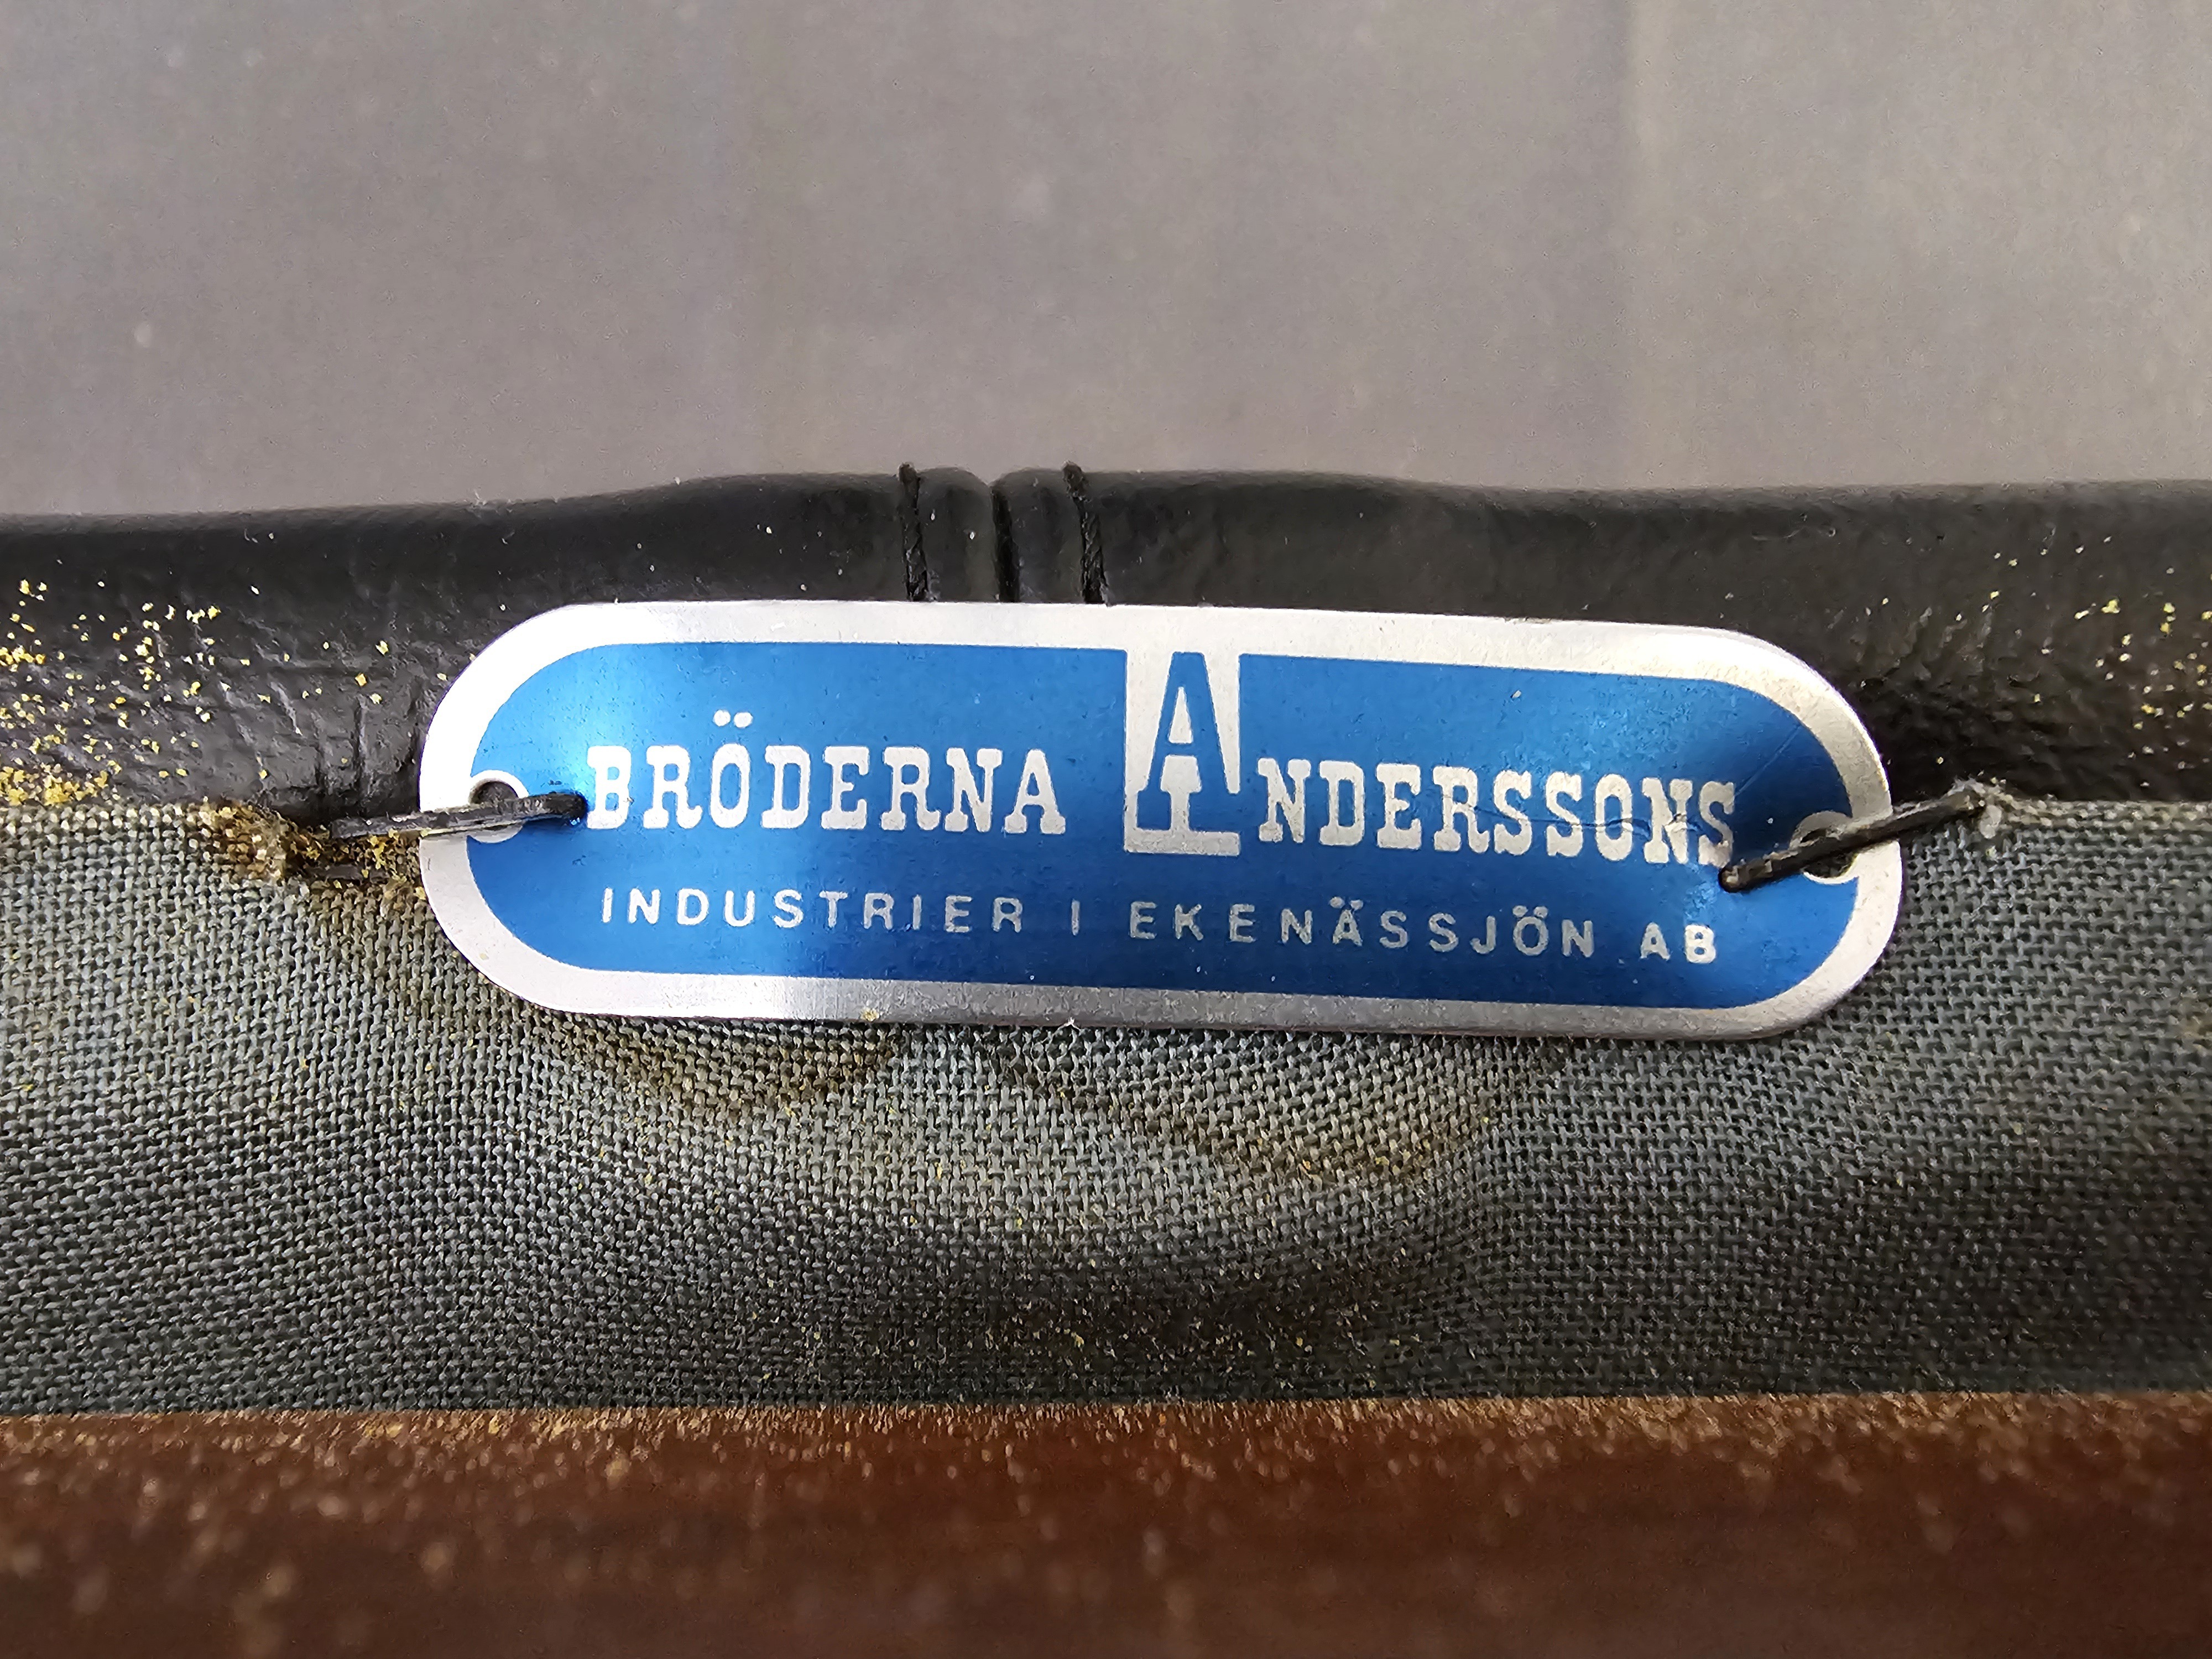 BRÖDERNA ANDERSSONS
INDUSTRIER I EKENÄSSJÖN AB